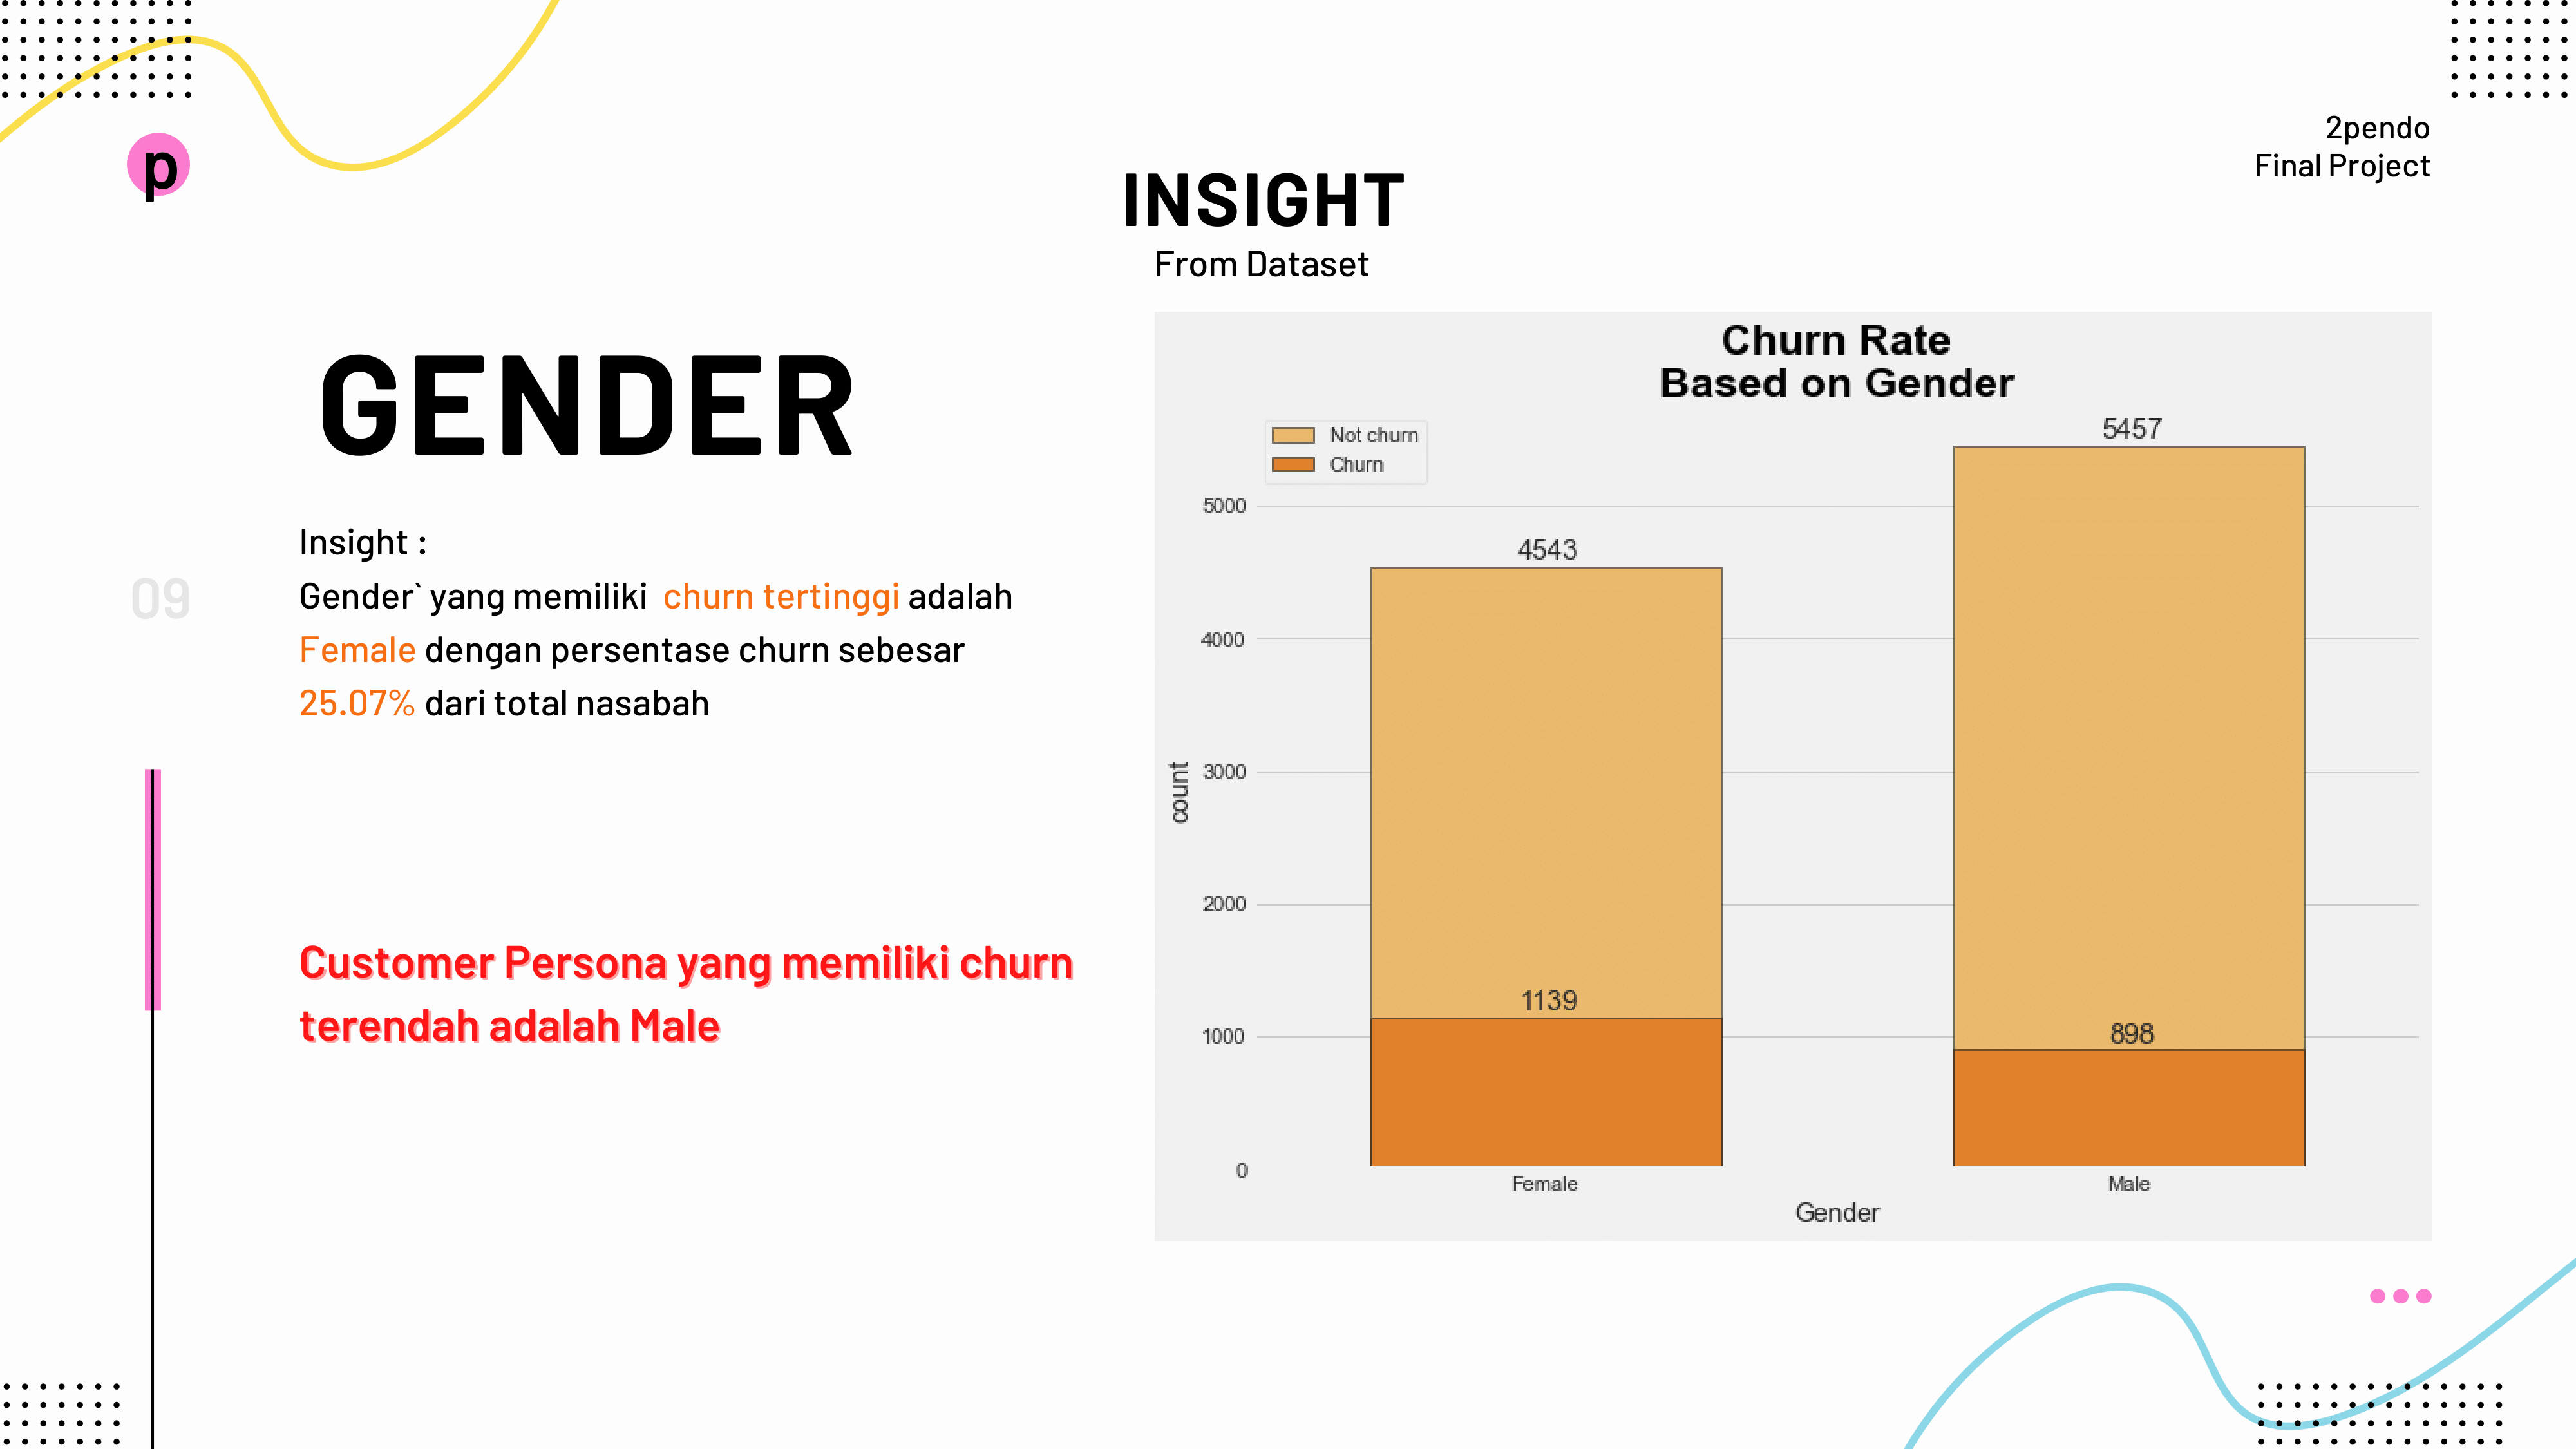 p
2pendo
Final Project
INSIGHT
From Dataset
GENDER
Insight :
Gender` yang memiliki churn tertinggi adalah
Female dengan persentase churn sebesar
25.07% dari total nasabah
09
Customer Persona yang memiliki churn
terendah adalah Male
Churn Rate
Based on Gender
Not churn
Churn
5457
4543
1139
898
5000
4000
3000
2000
1000
0
count
Female
Male
Gender